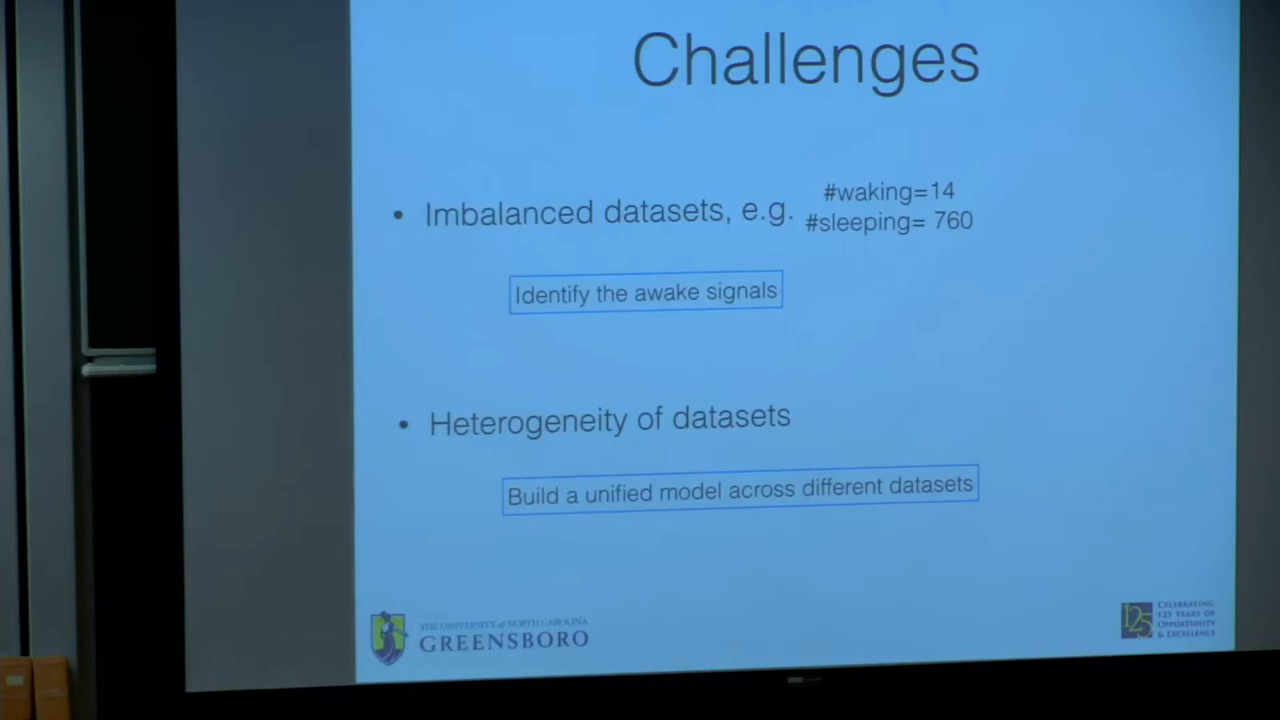 Challenges
• Imbalanced datasets, e.g.
#waking=14
#sleeping= 760
Identify the awake signals
• Heterogeneity of datasets
Build a unified model across different datasets
THE UNIVERSITY of NORTH CAROLINA
GREENSBORO
125
CELEBRATING
125 YEARS OF
OPPORTUNITY
& EXCELLENCE